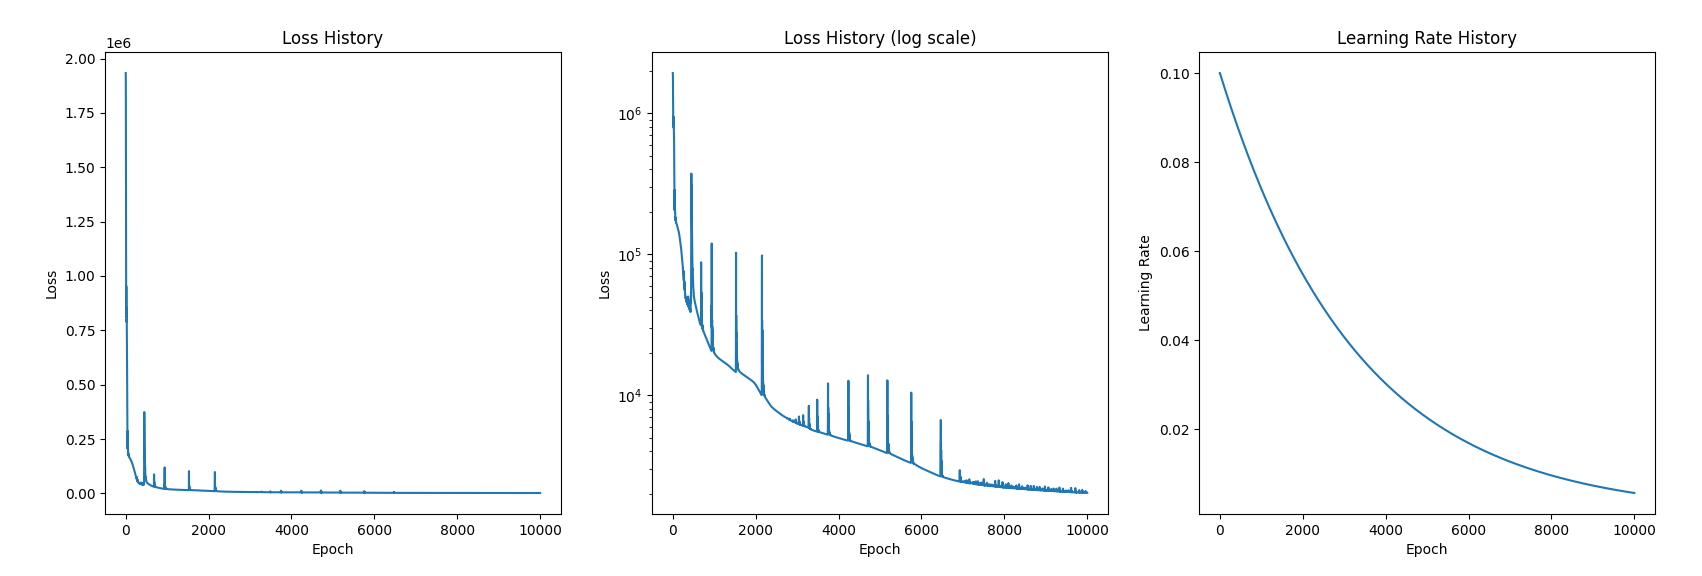 Loss History
1e6
2.00
1.75
1.50
1.25
1.00
0.75
0.50
0.25
0.00
Loss
0 2000 4000 6000 8000 10000
Epoch
Loss History (log scale)
10^6
10^5
10^4
Loss
0 2000 4000 6000 8000 10000
Epoch
Learning Rate History
0.10
0.08
0.06
0.04
0.02
Learning Rate
0 2000 4000 6000 8000 10000
Epoch